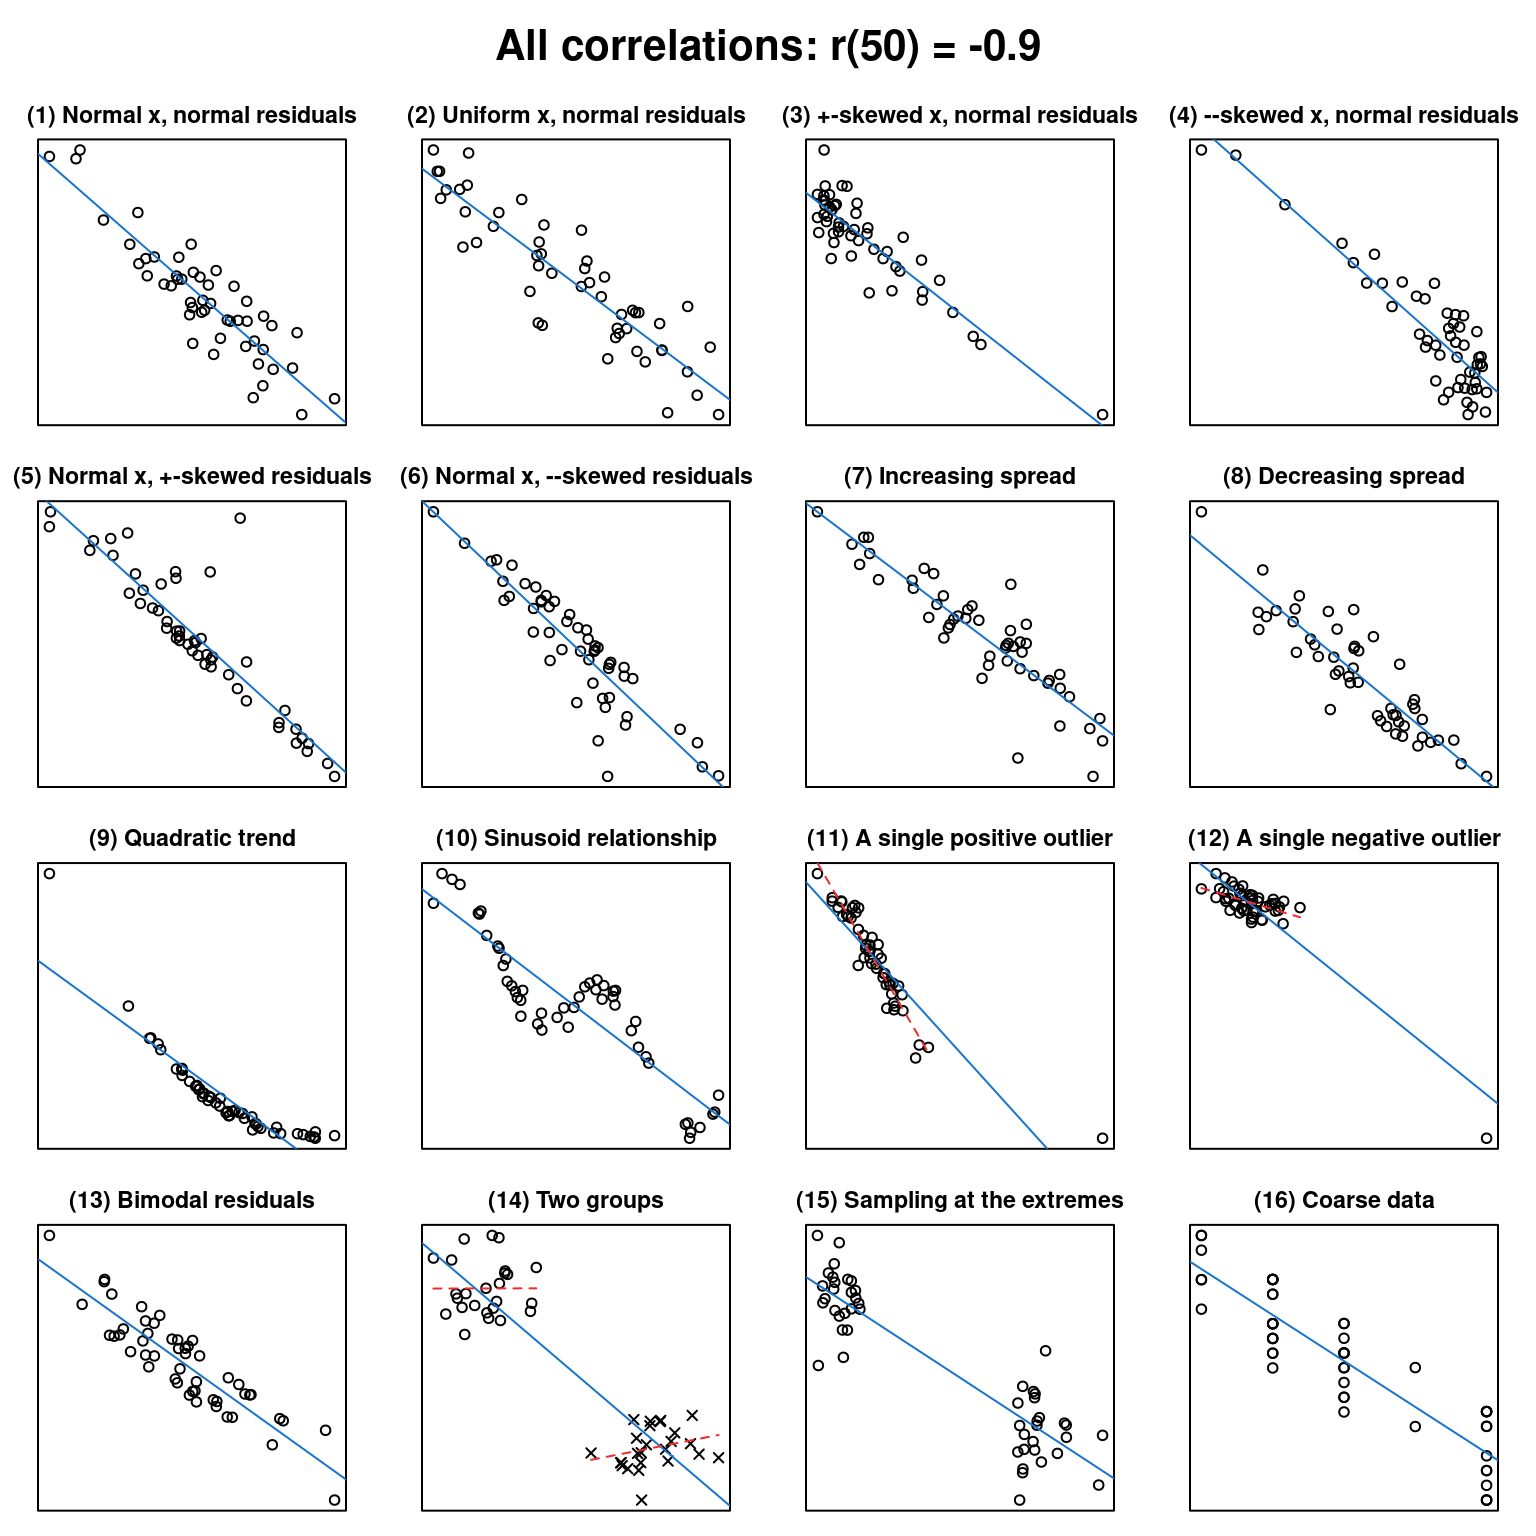 All correlations: r(50) = -0.9
(1) Normal x, normal residuals
(2) Uniform x, normal residuals
(3) +-skewed x, normal residuals
(4) --skewed x, normal residuals
(5) Normal x, +-skewed residuals
(6) Normal x, --skewed residuals
(7) Increasing spread
(8) Decreasing spread
(9) Quadratic trend
(10) Sinusoid relationship
(11) A single positive outlier
(12) A single negative outlier
(13) Bimodal residuals
(14) Two groups
(15) Sampling at the extremes
(16) Coarse data